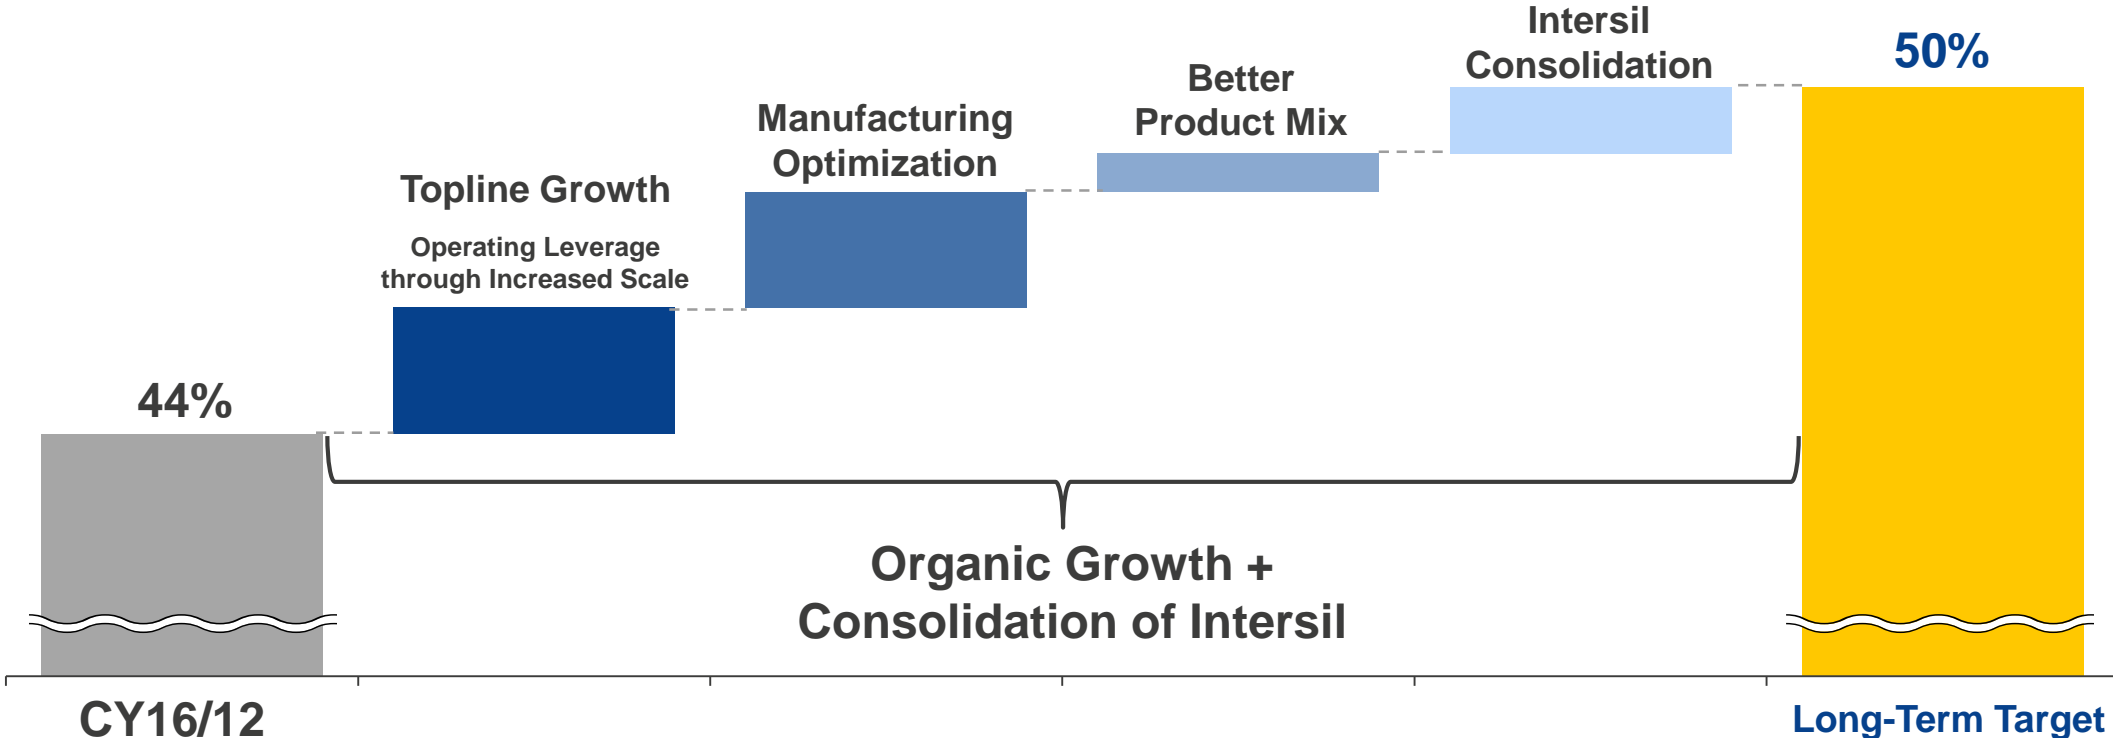 44%
Topline Growth
Operating Leverage
through Increased Scale
Manufacturing
Optimization
Better
Product Mix
Intersil
Consolidation
50%
Organic Growth +
Consolidation of Intersil
CY16/12
Long-Term Target